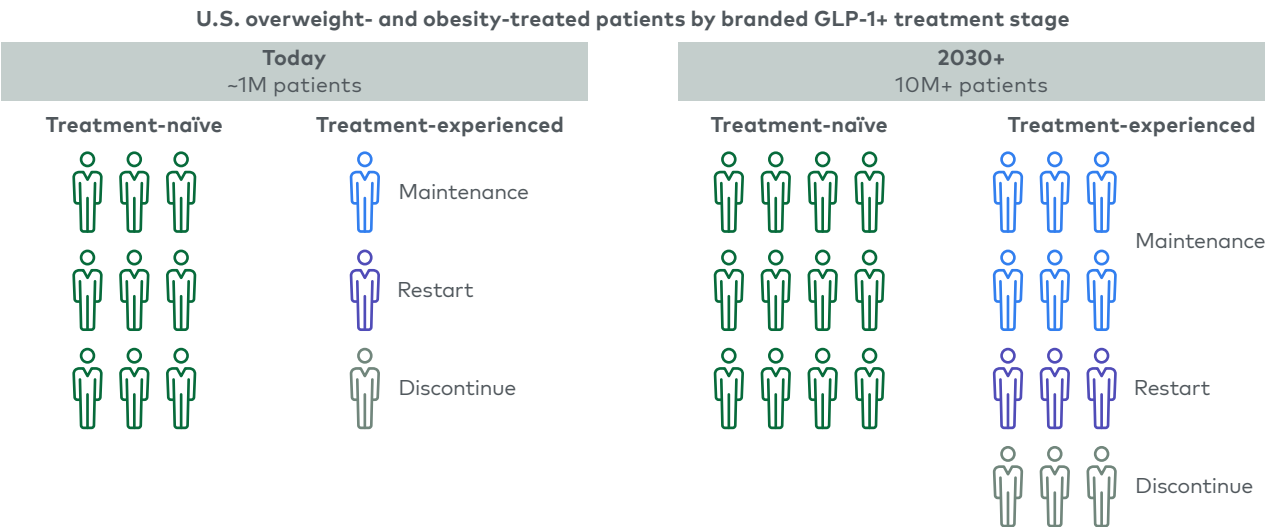 U.S. overweight- and obesity-treated patients by branded GLP-1+ treatment stage
Today
~1M patients
Treatment-naïve
Treatment-experienced
Maintenance
Restart
Discontinue
2030+
10M+ patients
Treatment-naïve
Treatment-experienced
Maintenance
Restart
Discontinue